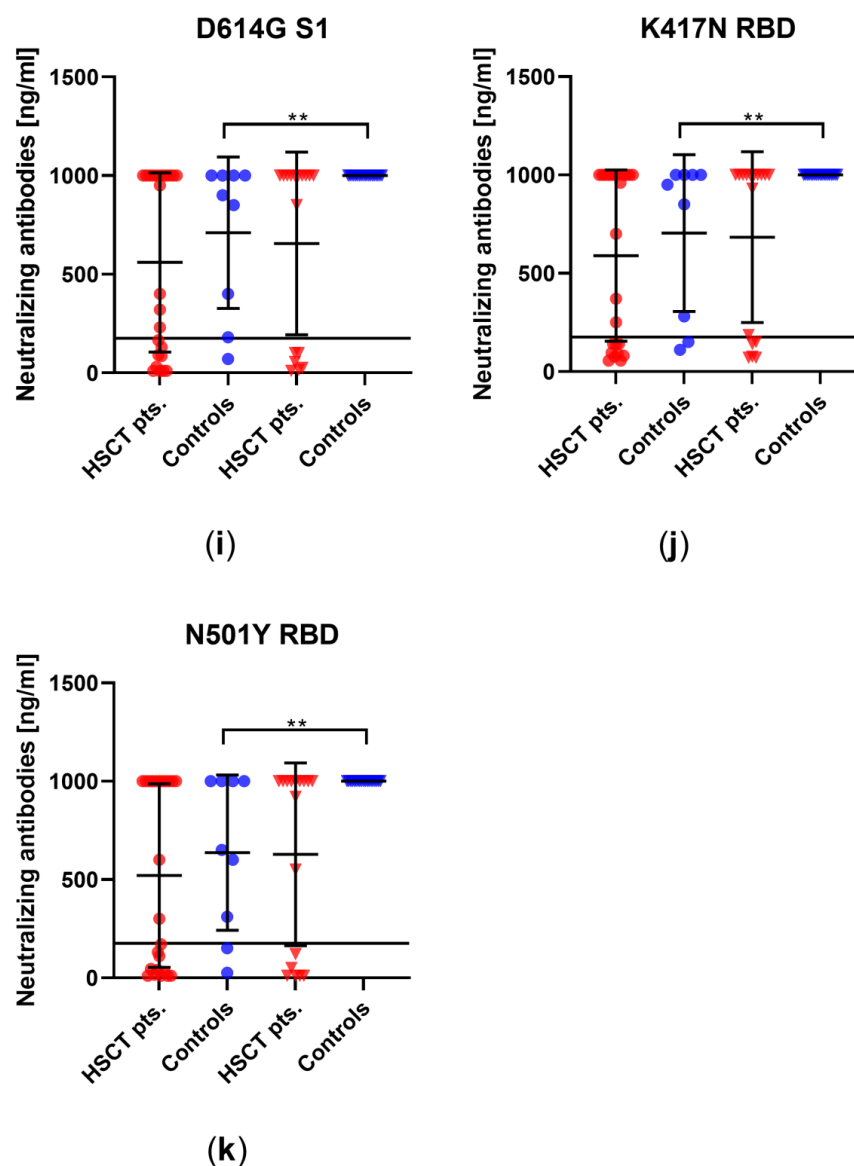 D614G S1
Neutralizing antibodies [ng/ml]
1500
1000
500
0
**
HSCT pts.
Controls
HSCT pts.
Controls
(i)
K417N RBD
Neutralizing antibodies [ng/ml]
1500
1000
500
0
**
HSCT pts.
Controls
HSCT pts.
Controls
(j)
N501Y RBD
Neutralizing antibodies [ng/ml]
1500
1000
500
0
**
HSCT pts.
Controls
HSCT pts.
Controls
(k)